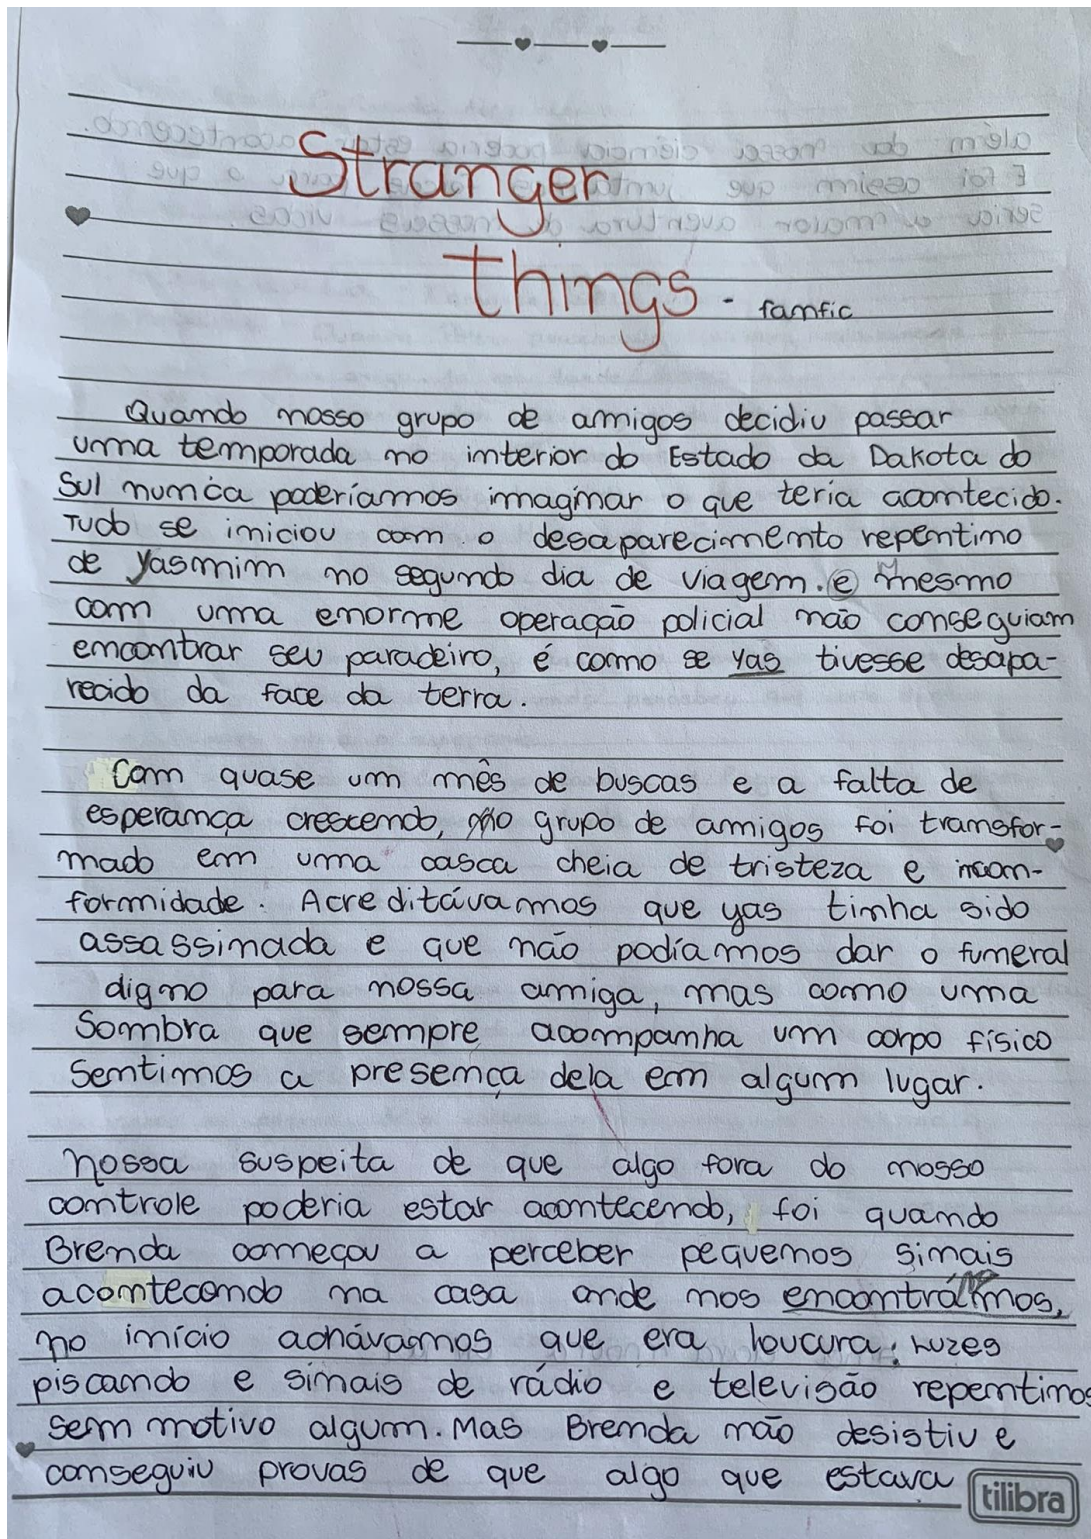 Stranger
things - fanfic
Quando nosso grupo de amigos decidiu passar
uma temporada no interior do Estado da Dakota do
Sul nunca poderíamos imaginar o que teria acontecido.
Tudo se iniciou com o desaparecimento repentino
de Yasmim no segundo dia de viagem. e mesmo
com uma enorme operação policial não conseguiam
encontrar seu paradeiro, é como se yas tivesse desapa-
recido da face da terra.
Com quase um mês de buscas e a falta de
esperança crescendo, o grupo de amigos foi transfor-
mado em uma casca cheia de tristeza e incon-
formidade. Acreditávamos que yas tinha sido
assassinada e que não podíamos dar o funeral
digno para nossa amiga, mas como uma
Sombra que sempre acompanha um corpo físico
Sentimos a presença dela em algum lugar.
Nossa suspeita de que algo fora do nosso
controle poderia estar acontecendo, foi quando
Brenda começou a perceber pequenos sinais
acontecendo na casa onde nos encontrámos,
no início achávamos que era loucura: Luzes
piscando e sinais de rádio e televisão repentinos
sem motivo algum. Mas Brenda não desistiu e
conseguiu provas de que algo que estava
tilibra